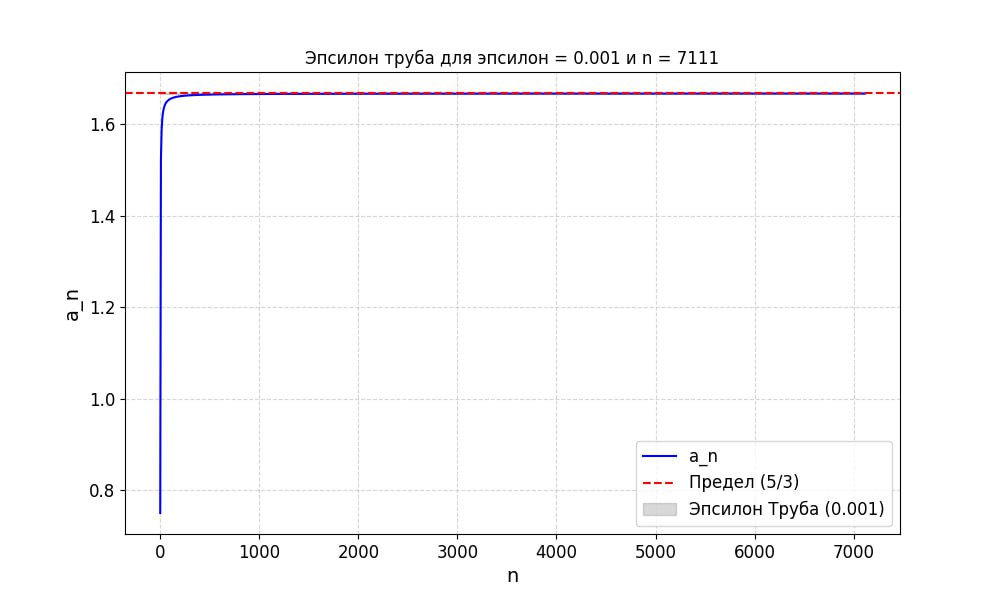 Эпсилон труба для эпсилон = 0.001 и n = 7111
a_n
1.6
1.4
1.2
1.0
0.8
a_n
Предел (5/3)
Эпсилон Труба (0.001)
0 1000 2000 3000 4000 5000 6000 7000
n